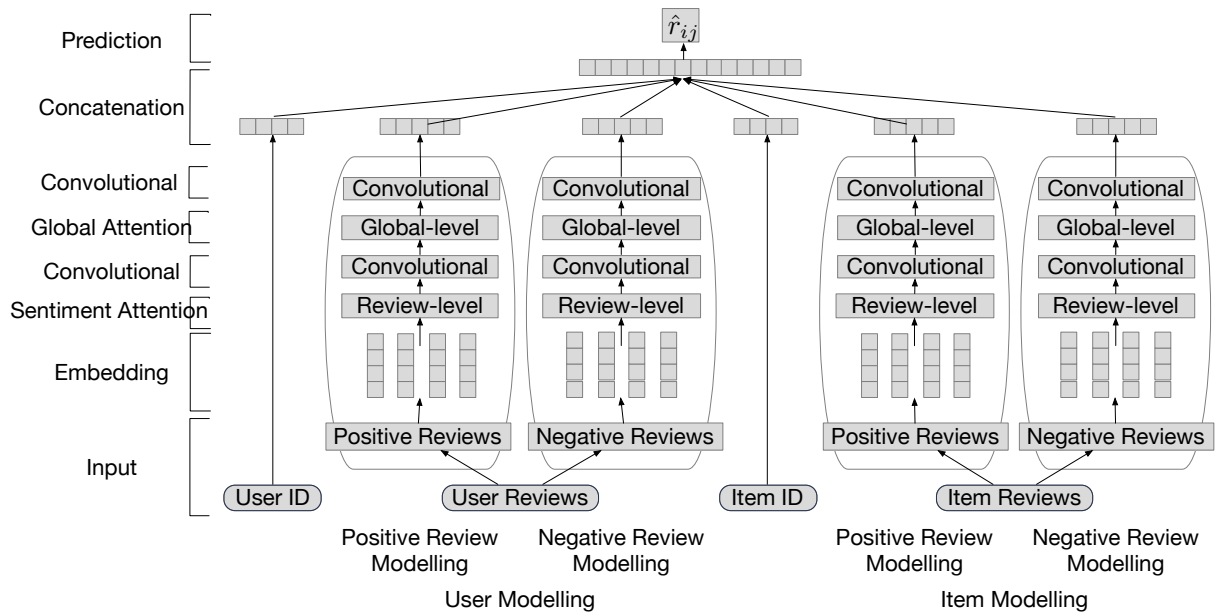 Prediction
r̂ij
Concatenation
Convolutional
Convolutional Convolutional Convolutional Convolutional
Global Attention
Global-level Global-level Global-level Global-level
Convolutional
Convolutional Convolutional Convolutional Convolutional
Sentiment Attention
Review-level Review-level Review-level Review-level
Embedding
Positive Reviews Negative Reviews Positive Reviews Negative Reviews
Input
User ID User Reviews Item ID Item Reviews
Positive Review Negative Review Positive Review Negative Review
Modelling Modelling Modelling Modelling
User Modelling Item Modelling